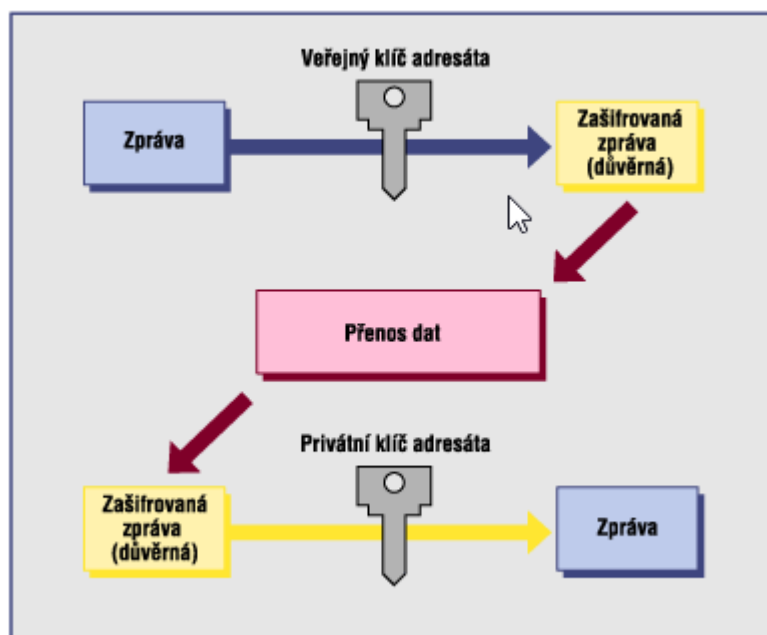 Veřejný klíč adresáta
Zpráva
Zašifrovaná
zpráva
(důvěrná)
Přenos dat
Privátní klíč adresáta
Zašifrovaná
zpráva
(důvěrná)
Zpráva